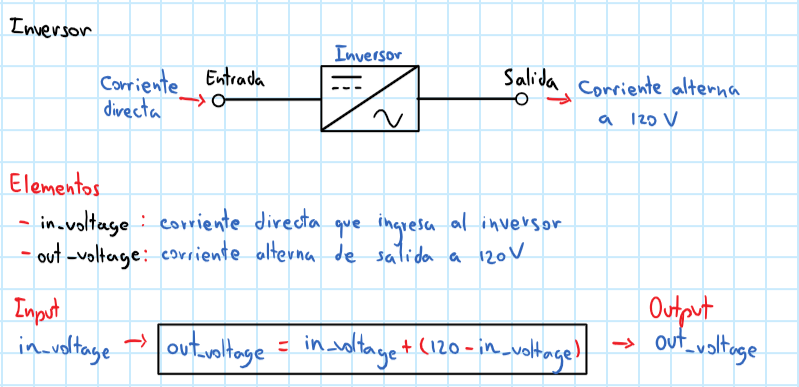 Inversor
Inversor
Corriente directa
Entrada
Salida
Corriente alterna
a 120 V
Elementos
- in_voltage : corriente directa que ingresa al inversor
- out_voltage: corriente alterna de salida a 120V
Input
Output
in_voltage → out_voltage = in_voltage + (120 - in_voltage) → out_voltage